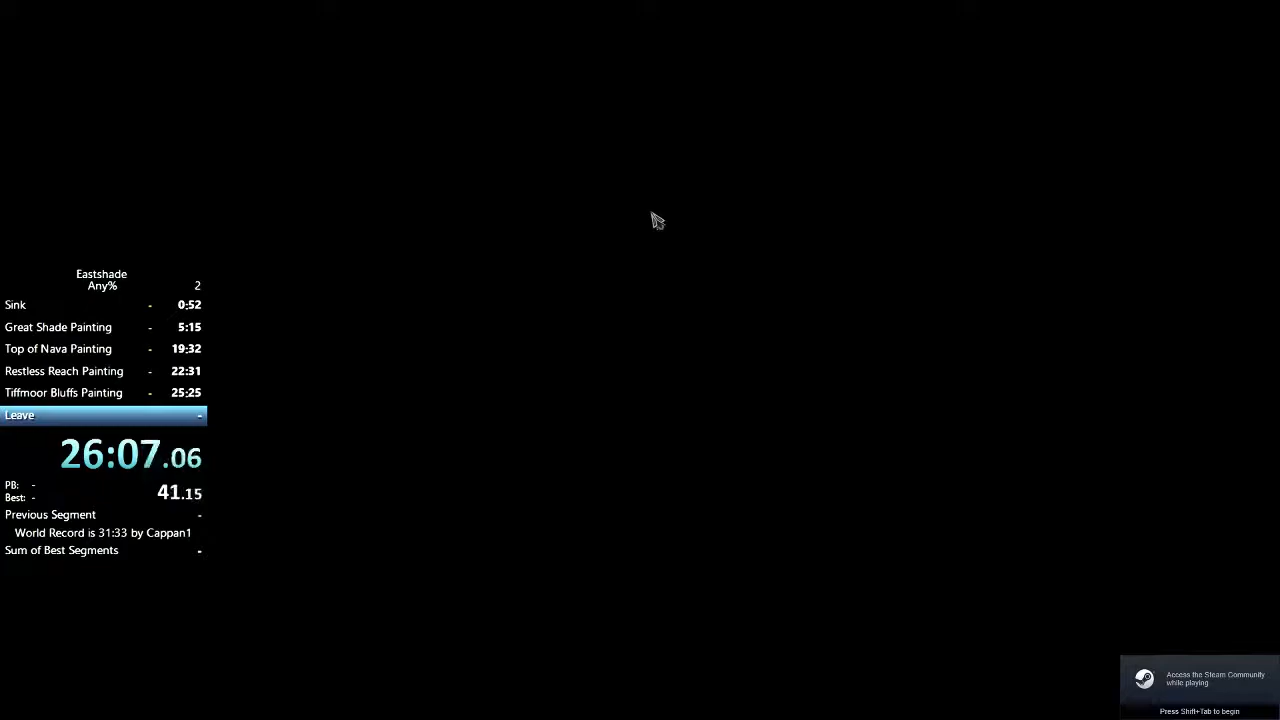 Eastshade
Any% 2
Sink - 0:52
Great Shade Painting - 5:15
Top of Nava Painting - 19:32
Restless Reach Painting - 22:31
Tiffmoor Bluffs Painting - 25:25
Leave -
26:07.06
PB: - 41.15
Best: -
Previous Segment -
World Record is 31:33 by Cappan1
Sum of Best Segments -
Access the Steam Community
while playing
Press Shift+Tab to begin